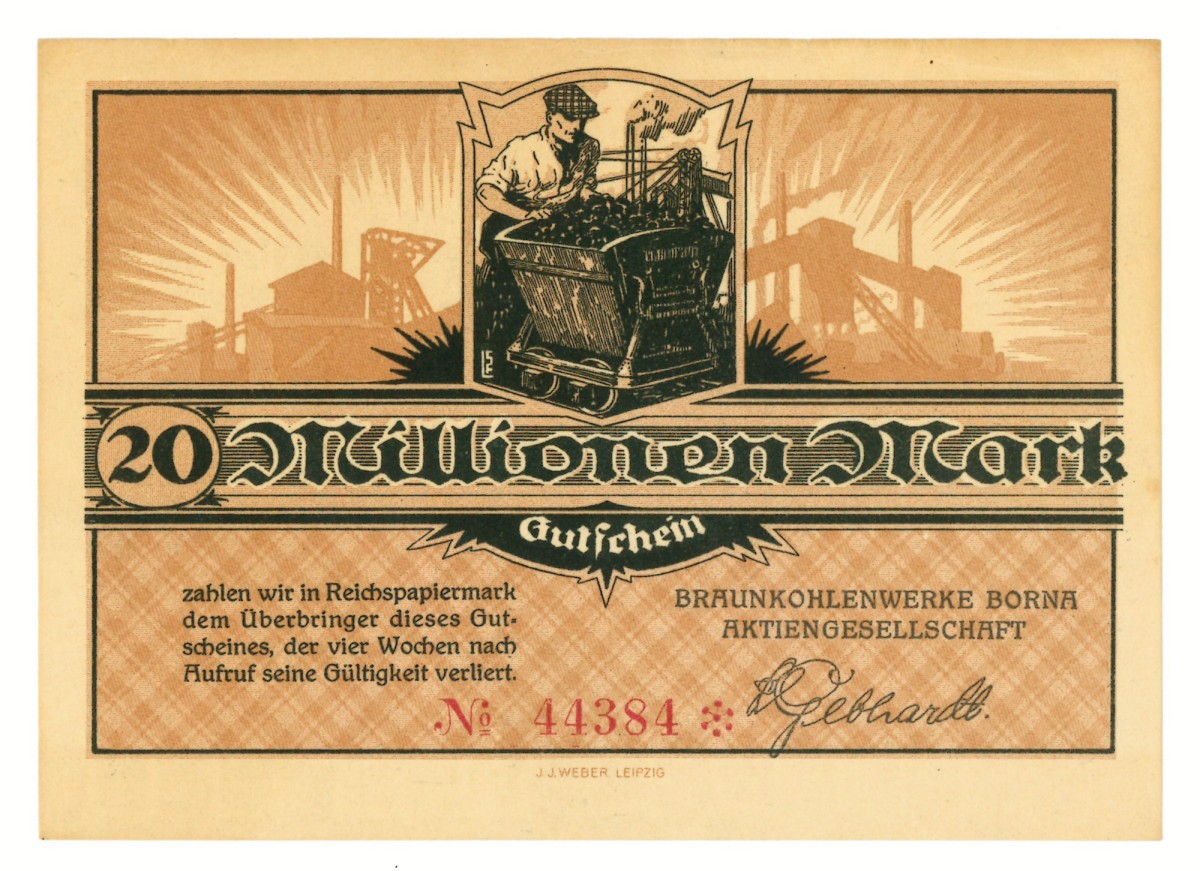 20 Millionen Mark
Gutschein
zahlen wir in Reichspapiermark
dem Überbringer dieses Gut-
scheines, der vier Wochen nach
Aufruf seine Gültigkeit verliert.
BRAUNKOHLENWERKE BORNA
AKTIENGESELLSCHAFT
Gebhardt.
№ 44384
J. J. WEBER, LEIPZIG